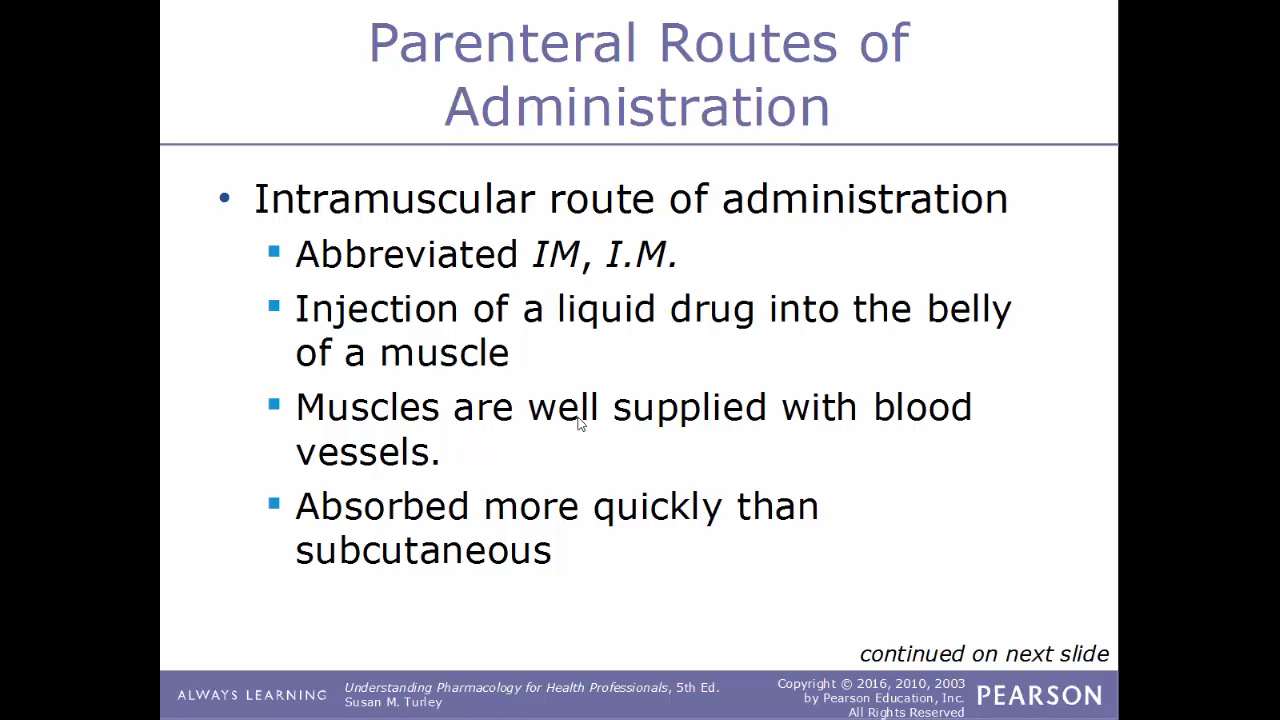 Parenteral Routes of
Administration
• Intramuscular route of administration
▪ Abbreviated IM, I.M.
▪ Injection of a liquid drug into the belly
of a muscle
▪ Muscles are well supplied with blood
vessels.
▪ Absorbed more quickly than
subcutaneous
continued on next slide
ALWAYS LEARNING
Understanding Pharmacology for Health Professionals, 5th Ed.
Susan M. Turley
Copyright © 2016, 2010, 2003
by Pearson Education, Inc.
All Rights Reserved
PEARSON